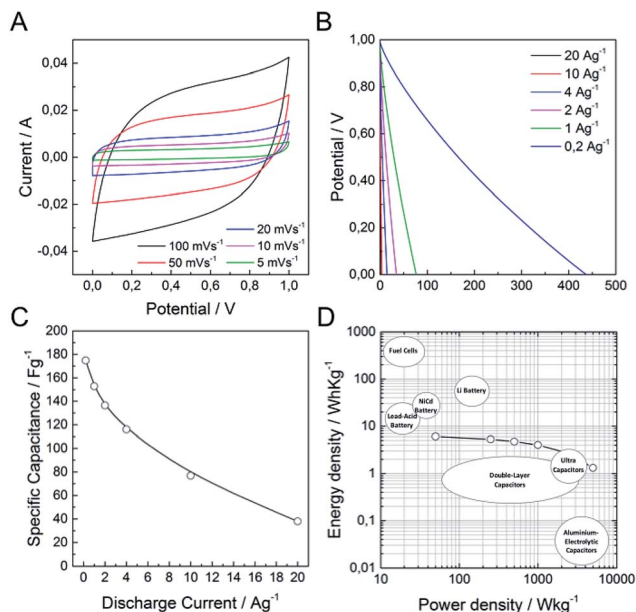 A
Current / A
0,04
0,02
0,00
-0,02
-0,04
20 mVs⁻¹
100 mVs⁻¹
10 mVs⁻¹
50 mVs⁻¹
5 mVs⁻¹
0,0 0,2 0,4 0,6 0,8 1,0
Potential / V
B
Potential / V
1,00
0,80
0,60
0,40
0,20
0,00
20 Ag⁻¹
10 Ag⁻¹
4 Ag⁻¹
2 Ag⁻¹
1 Ag⁻¹
0,2 Ag⁻¹
0 100 200 300 400 500
C
Specific Capacitance / Fg⁻¹
200
180
160
140
120
100
80
60
40
20
0
0 2 4 6 8 10 12 14 16 18 20
Discharge Current / Ag⁻¹
D
Energy density / WhKg⁻¹
1000
100
10
1
0,1
0,01
Fuel Cells
Li Battery
NiCd
Battery
Lead-Acid
Battery
Ultra
Capacitors
Double-Layer
Capacitors
Aluminium-
Electrolytic
Capacitors
10 100 1000 10000
Power density / Wkg⁻¹